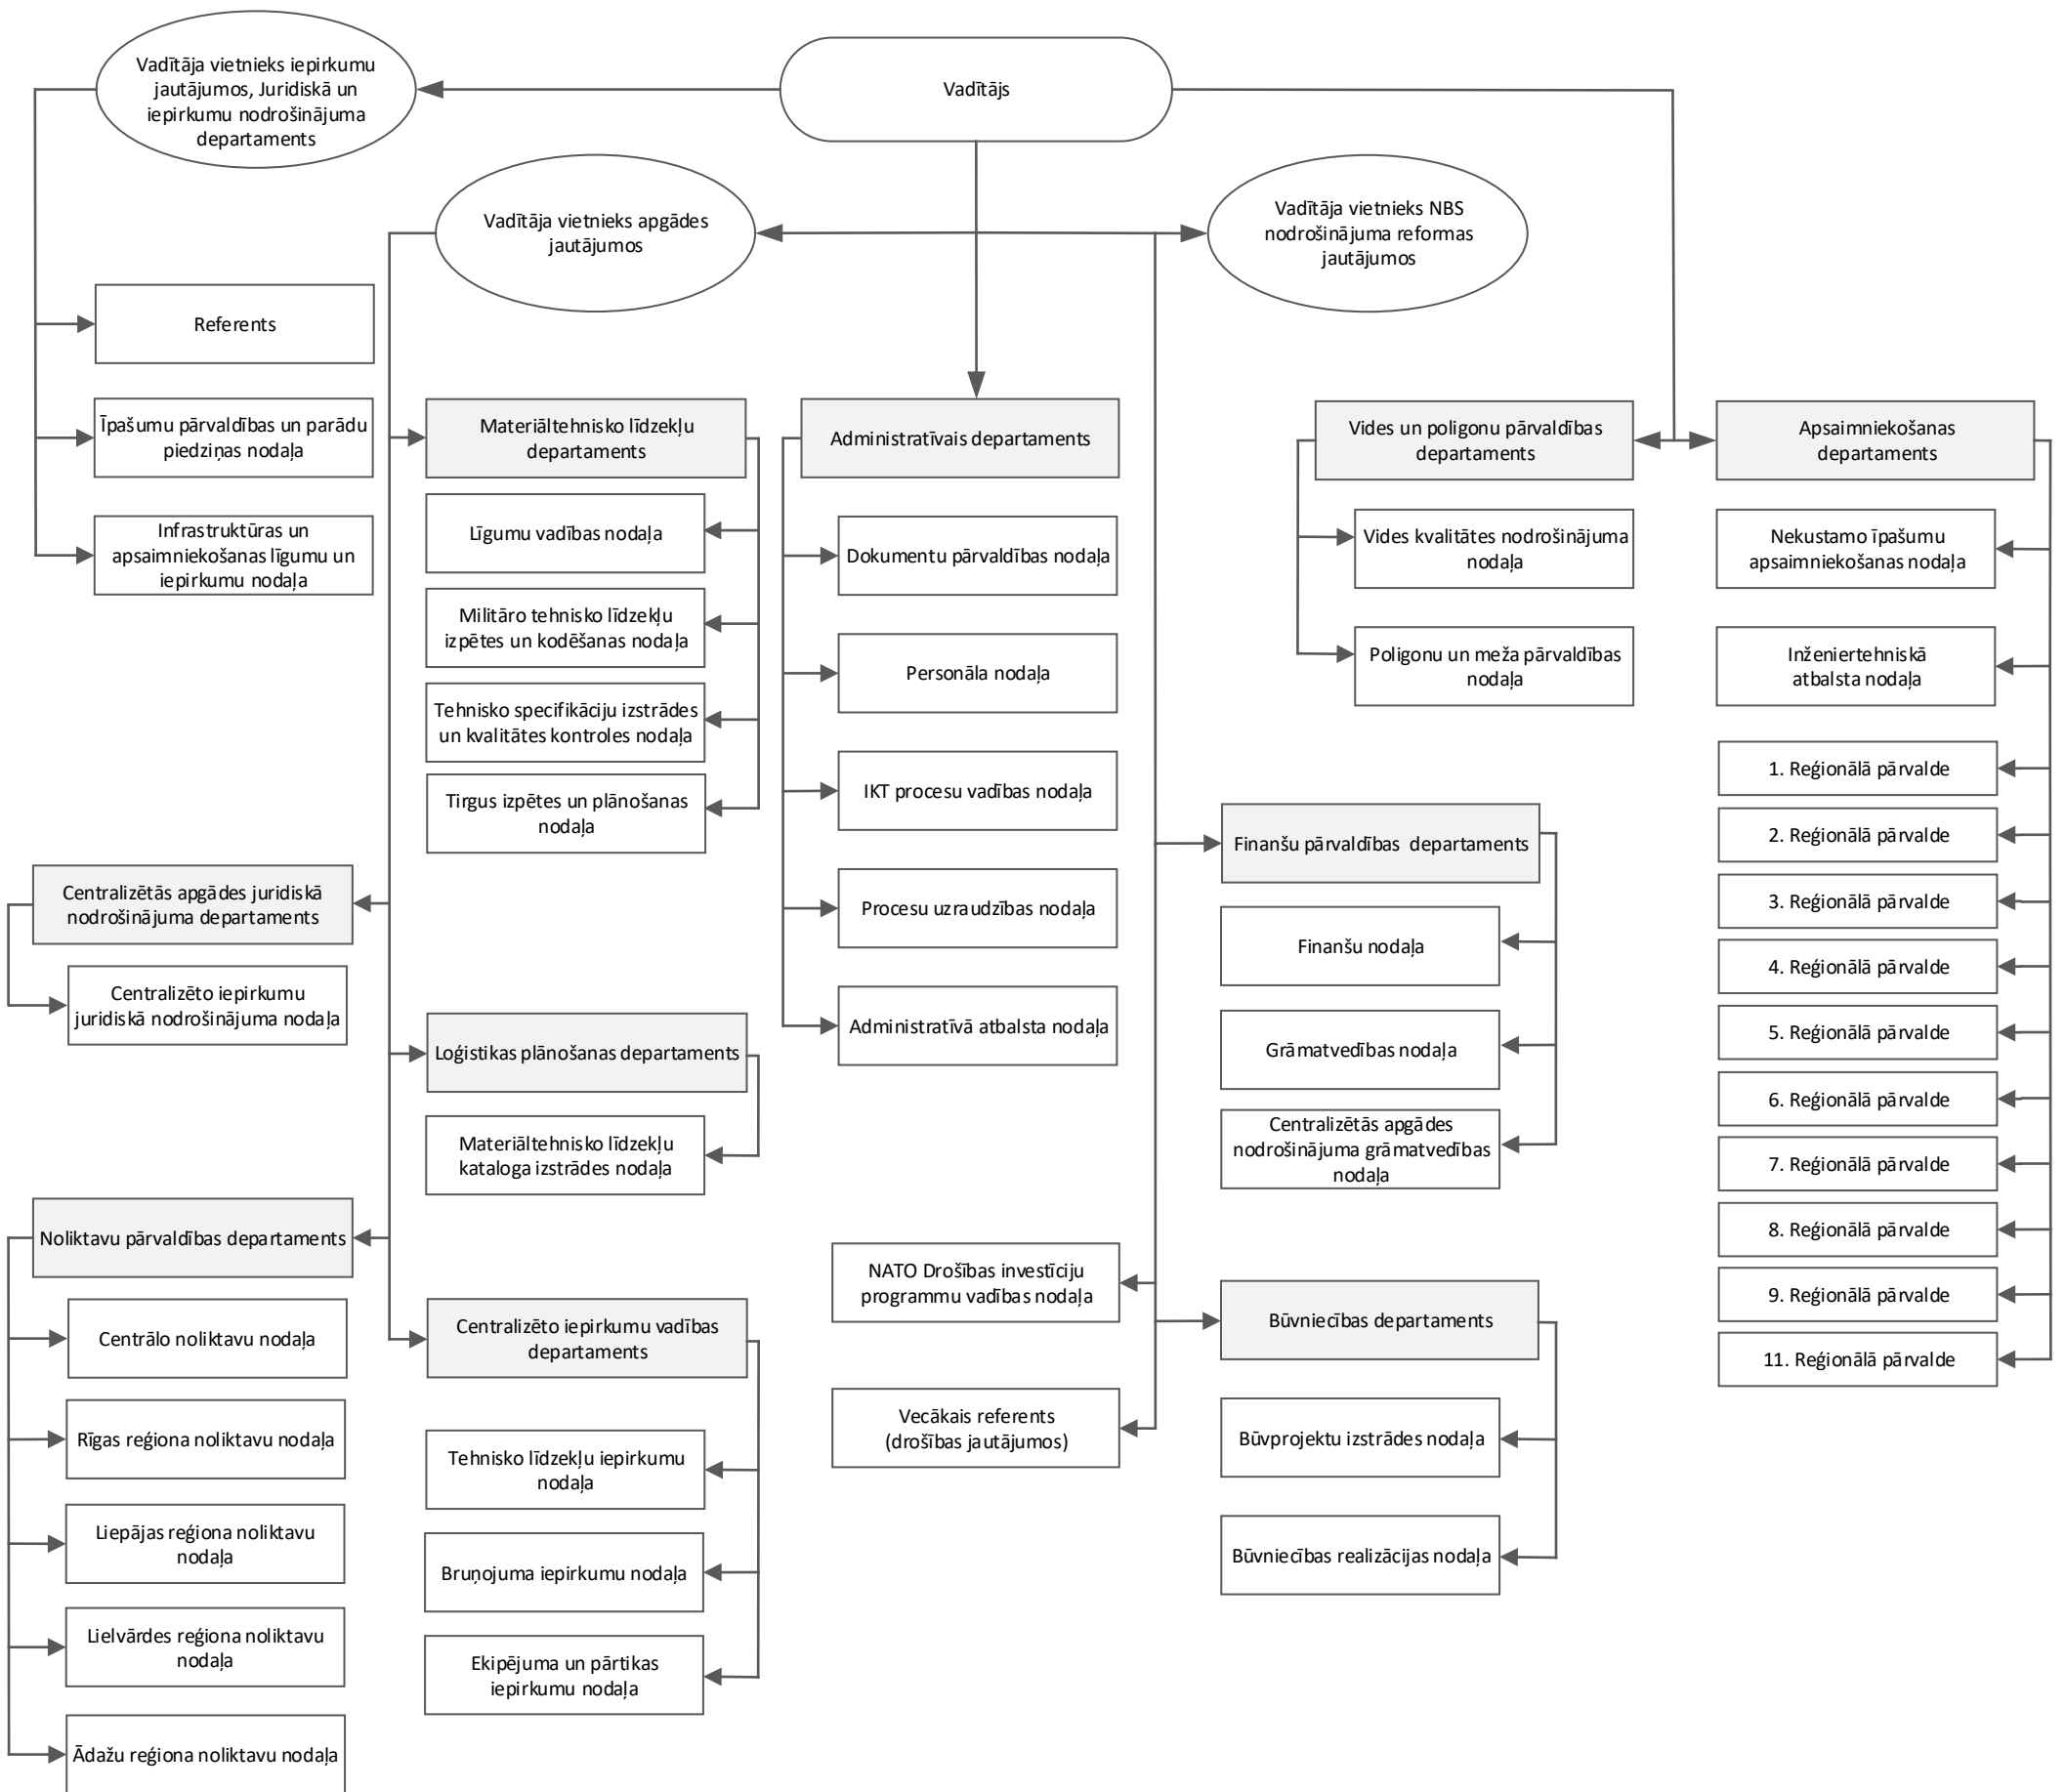 Vadītāja vietnieks iepirkumu
jautājumos, Juridiskā un
iepirkumu nodrošinājuma
departaments
Vadītājs
Vadītāja vietnieks apgādes
jautājumos
Vadītāja vietnieks NBS
nodrošinājuma reformas
jautājumos
Referents
Īpašumu pārvaldības un parādu
piedziņas nodaļa
Infrastruktūras un
apsaimniekošanas līgumu un
iepirkumu nodaļa
Materiāltehnisko līdzekļu
departaments
Līgumu vadības nodaļa
Militāro tehnisko līdzekļu
izpētes un kodēšanas nodaļa
Tehnisko specifikāciju izstrādes
un kvalitātes kontroles nodaļa
Tirgus izpētes un plānošanas
nodaļa
Administratīvais departaments
Dokumentu pārvaldības nodaļa
Personāla nodaļa
IKT procesu vadības nodaļa
Procesu uzraudzības nodaļa
Administratīvā atbalsta nodaļa
Vides un poligonu pārvaldības
departaments
Vides kvalitātes nodrošinājuma
nodaļa
Poligonu un meža pārvaldības
nodaļa
Apsaimniekošanas
departaments
Nekustamo īpašumu
apsaimniekošanas nodaļa
Inženiertehniskā
atbalsta nodaļa
1. Reģionālā pārvalde
2. Reģionālā pārvalde
3. Reģionālā pārvalde
4. Reģionālā pārvalde
5. Reģionālā pārvalde
6. Reģionālā pārvalde
7. Reģionālā pārvalde
8. Reģionālā pārvalde
9. Reģionālā pārvalde
11. Reģionālā pārvalde
Finanšu pārvaldības departaments
Finanšu nodaļa
Grāmatvedības nodaļa
Centralizētās apgādes
nodrošinājuma grāmatvedības
nodaļa
Centralizētās apgādes juridiskā
nodrošinājuma departaments
Centralizēto iepirkumu
juridiskā nodrošinājuma nodaļa
Loģistikas plānošanas departaments
Materiāltehnisko līdzekļu
kataloga izstrādes nodaļa
Noliktavu pārvaldības departaments
Centrālo noliktavu nodaļa
Rīgas reģiona noliktavu nodaļa
Liepājas reģiona noliktavu
nodaļa
Lielvārdes reģiona noliktavu
nodaļa
Ādažu reģiona noliktavu nodaļa
Centralizēto iepirkumu vadības
departaments
Tehnisko līdzekļu iepirkumu
nodaļa
Bruņojuma iepirkumu nodaļa
Ekipējuma un pārtikas
iepirkumu nodaļa
NATO Drošības investīciju
programmu vadības nodaļa
Vecākais referents
(drošības jautājumos)
Būvniecības departaments
Būvprojektu izstrādes nodaļa
Būvniecības realizācijas nodaļa